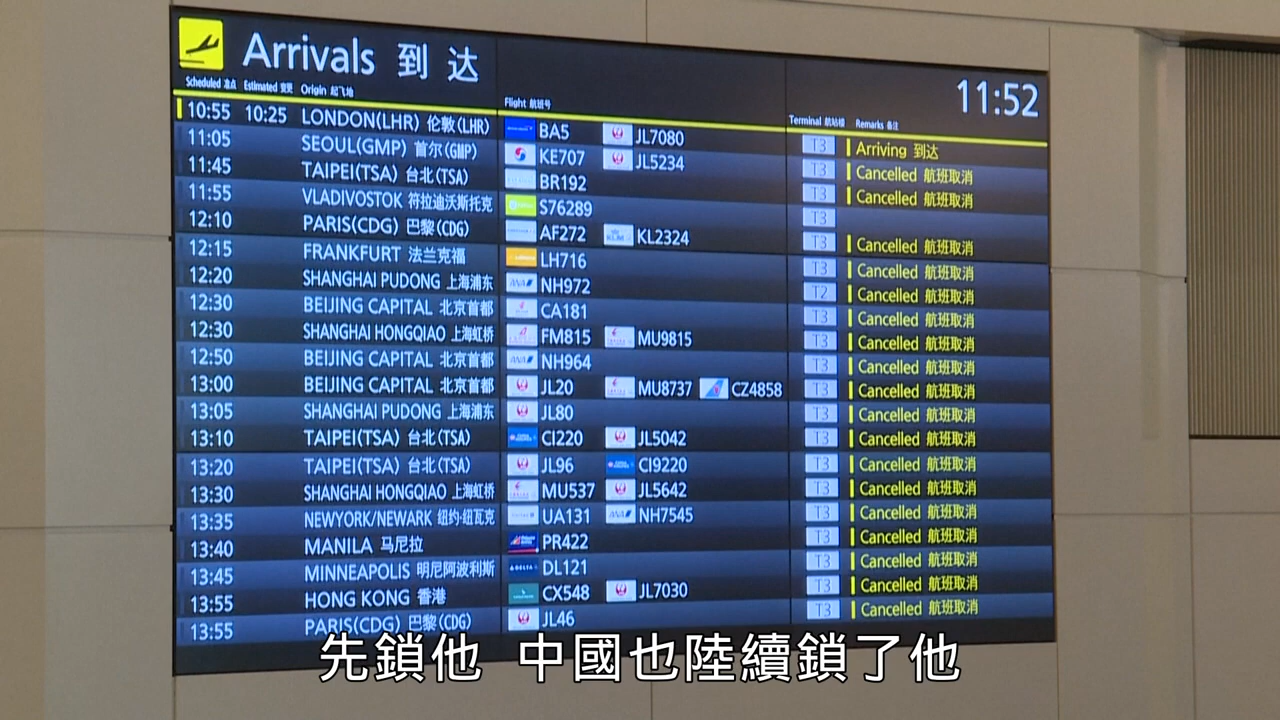 Arrivals 到 达
11:52
Scheduled 准点 Estimated 变更 Origin 起飞地 Flight 航班号 Terminal 航站楼 Remarks 备注
10:55 10:25 LONDON(LHR) 伦敦(LHR) BA5 JL7080 T3 Arriving 到达
11:05 SEOUL(GMP) 首尔(GMP) KE707 JL5234 T3 Cancelled 航班取消
11:45 TAIPEI(TSA) 台北(TSA) BR192 T3 Cancelled 航班取消
11:55 VLADIVOSTOK 符拉迪沃斯托克 S76289 T3
12:10 PARIS(CDG) 巴黎(CDG) AF272 KL2324 T3 Cancelled 航班取消
12:15 FRANKFURT 法兰克福 LH716 T3 Cancelled 航班取消
12:20 SHANGHAI PUDONG 上海浦东 NH972 T2 Cancelled 航班取消
12:30 BEIJING CAPITAL 北京首都 CA181 T3 Cancelled 航班取消
12:30 SHANGHAI HONGQIAO 上海虹桥 FM815 MU9815 T3 Cancelled 航班取消
12:50 BEIJING CAPITAL 北京首都 NH964 T3 Cancelled 航班取消
13:00 BEIJING CAPITAL 北京首都 JL20 MU8737 CZ4858 T3 Cancelled 航班取消
13:05 SHANGHAI PUDONG 上海浦东 JL80 T3 Cancelled 航班取消
13:10 TAIPEI(TSA) 台北(TSA) CI220 JL5042 T3 Cancelled 航班取消
13:20 TAIPEI(TSA) 台北(TSA) JL96 CI9220 T3 Cancelled 航班取消
13:30 SHANGHAI HONGQIAO 上海虹桥 MU537 JL5642 T3 Cancelled 航班取消
13:35 NEWYORK/NEWARK 纽约·纽瓦克 UA131 NH7545 T3 Cancelled 航班取消
13:40 MANILA 马尼拉 PR422 T3 Cancelled 航班取消
13:45 MINNEAPOLIS 明尼阿波利斯 DL121 T3 Cancelled 航班取消
13:55 HONG KONG 香港 CX548 JL7030 T3 Cancelled 航班取消
13:55 PARIS(CDG) 巴黎(CDG) JL46 T3 Cancelled 航班取消
先鎖他 中國也陸續鎖了他